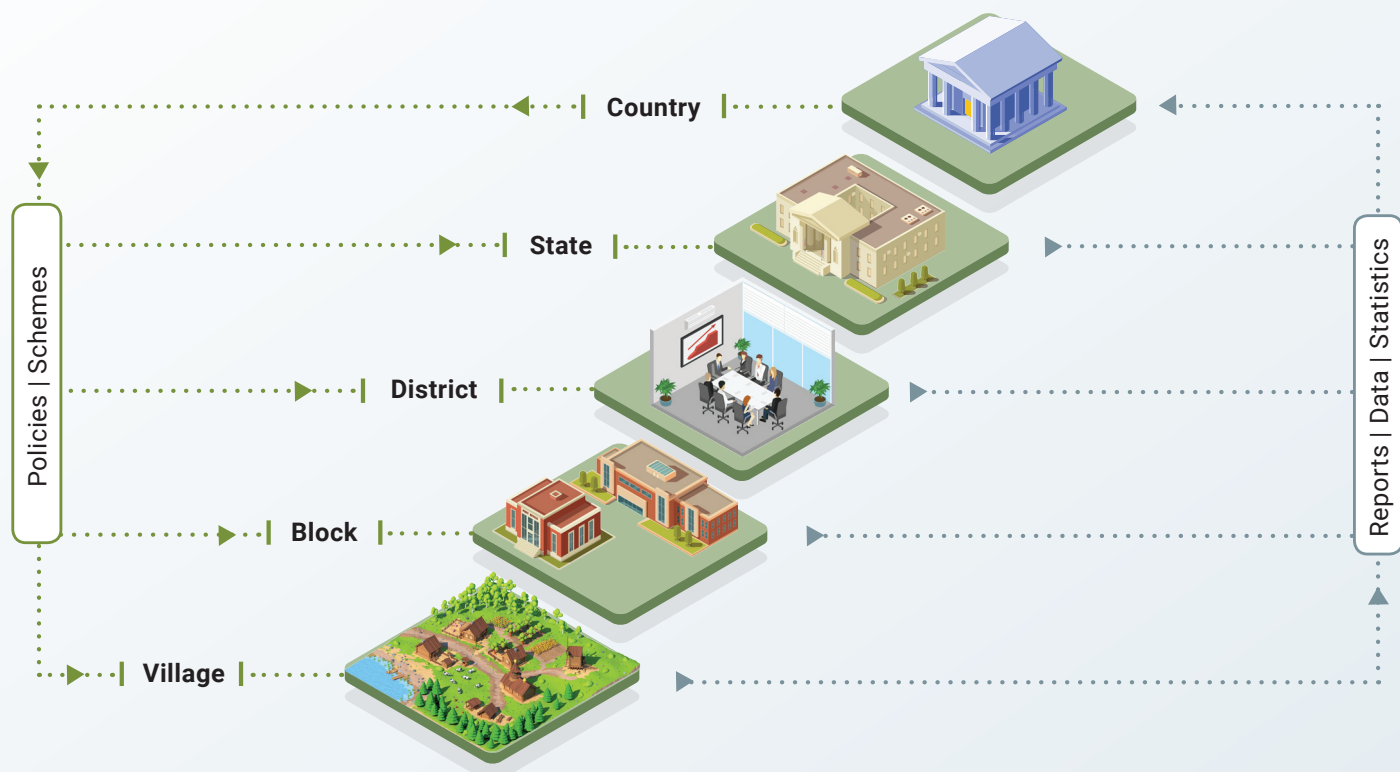 Country
State
District
Block
Village
Policies | Schemes
Reports | Data | Statistics